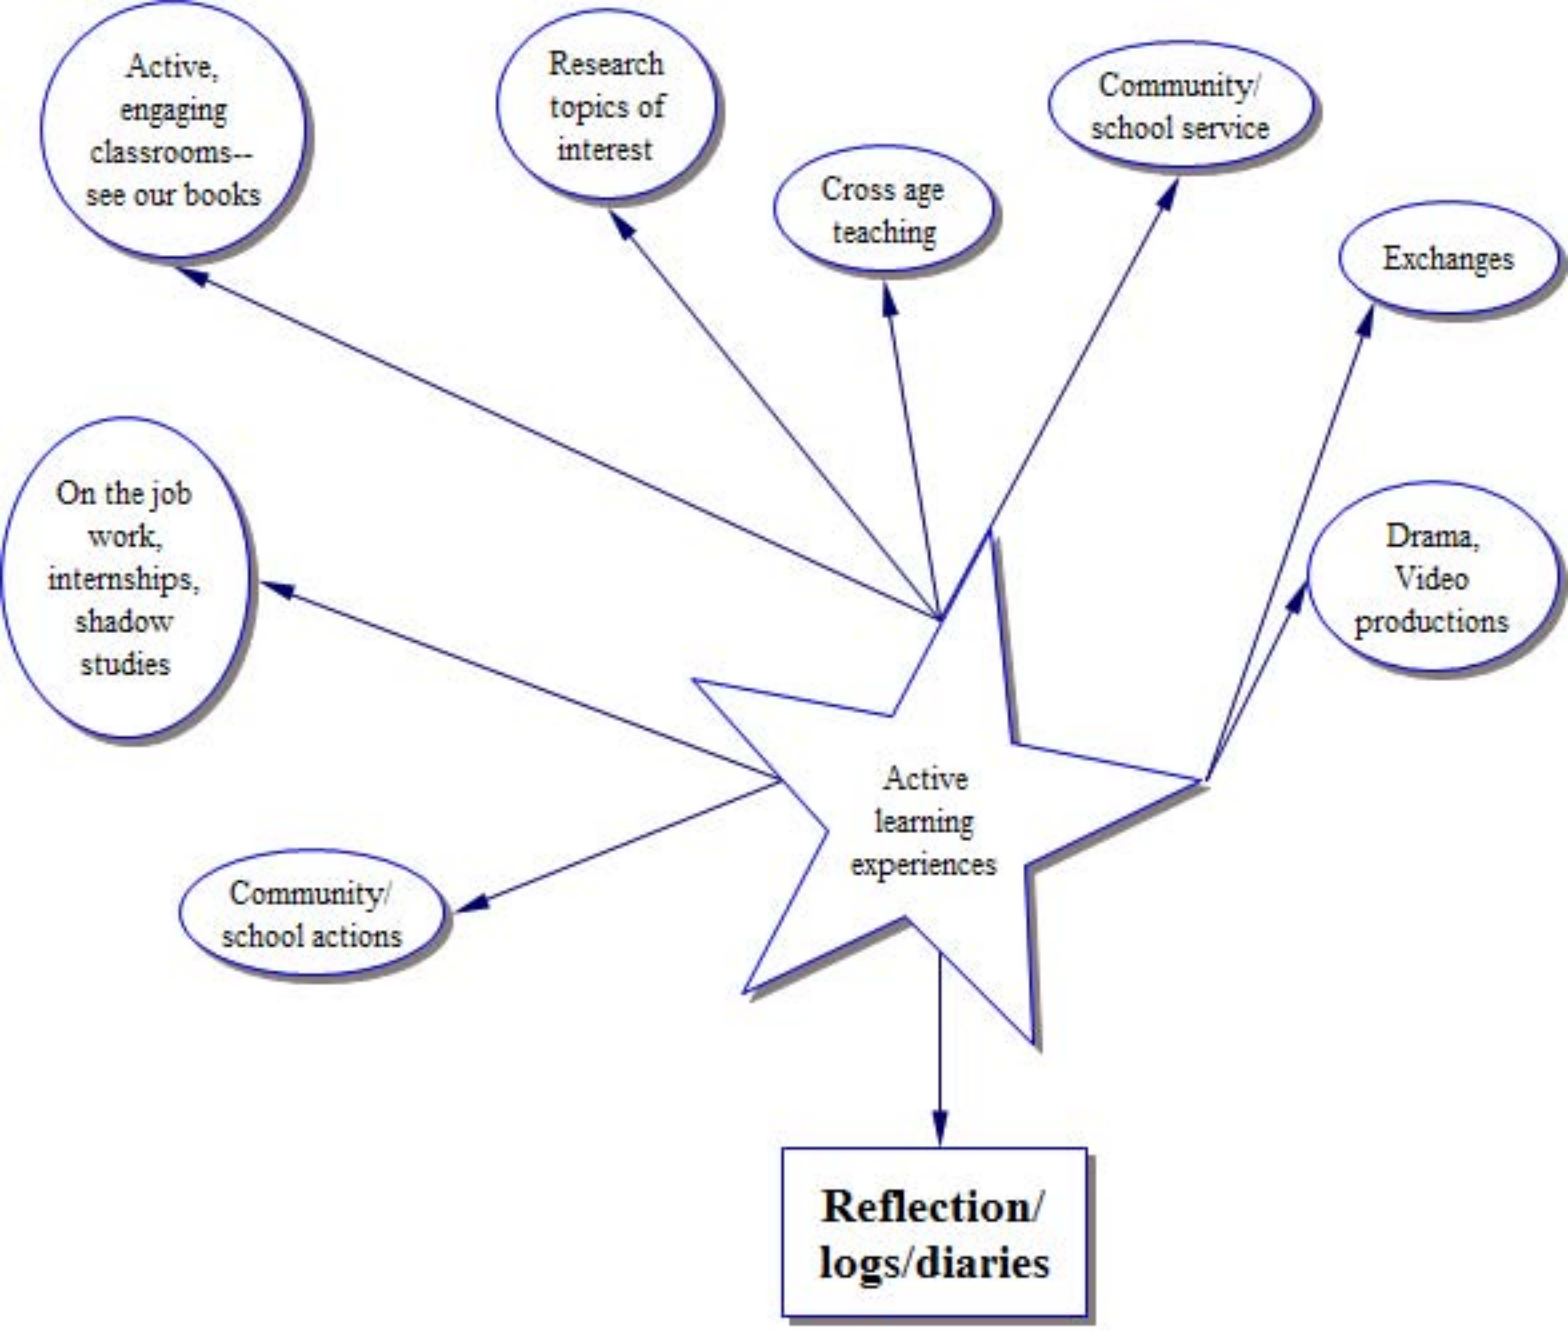 Active,
engaging
classrooms--
see our books
Research
topics of
interest
Cross age
teaching
Community/
school service
Exchanges
Drama,
Video
productions
On the job
work,
internships,
shadow
studies
Community/
school actions
Active
learning
experiences
Reflection/
logs/diaries